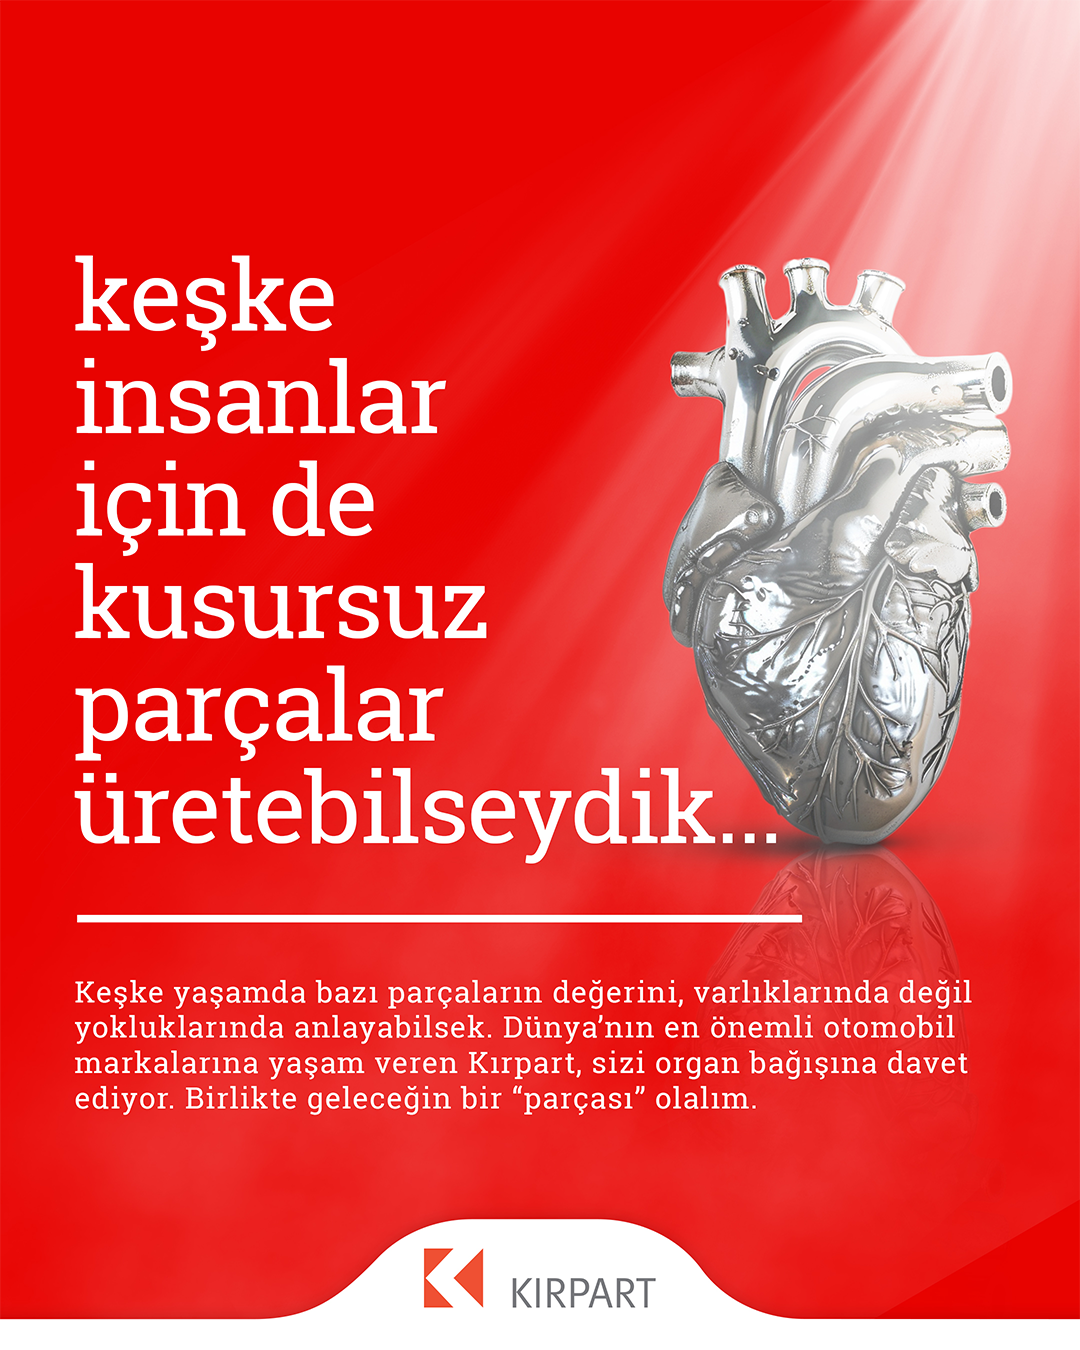 keşke
insanlar
için de
kusursuz
parçalar
üretebilseydik...
Keşke yaşamda bazı parçaların değerini, varlıklarında değil
yokluklarında anlayabilsek. Dünya’nın en önemli otomobil
markalarına yaşam veren Kırpart, sizi organ bağışına davet
ediyor. Birlikte geleceğin bir “parçası” olalım.
KIRPART